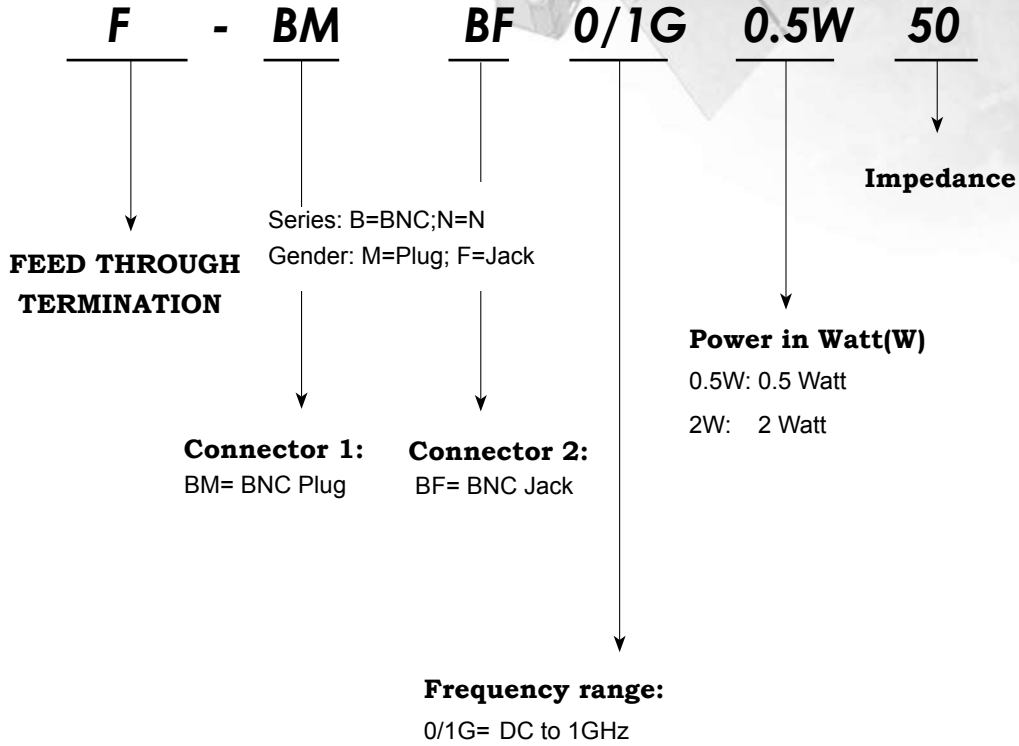 F - BM BF 0/1G 0.5W 50
Impedance
Series: B=BNC;N=N
Gender: M=Plug; F=Jack
FEED THROUGH
TERMINATION
Power in Watt(W)
0.5W: 0.5 Watt
2W: 2 Watt
Connector 1:
BM= BNC Plug
Connector 2:
BF= BNC Jack
Frequency range:
0/1G= DC to 1GHz